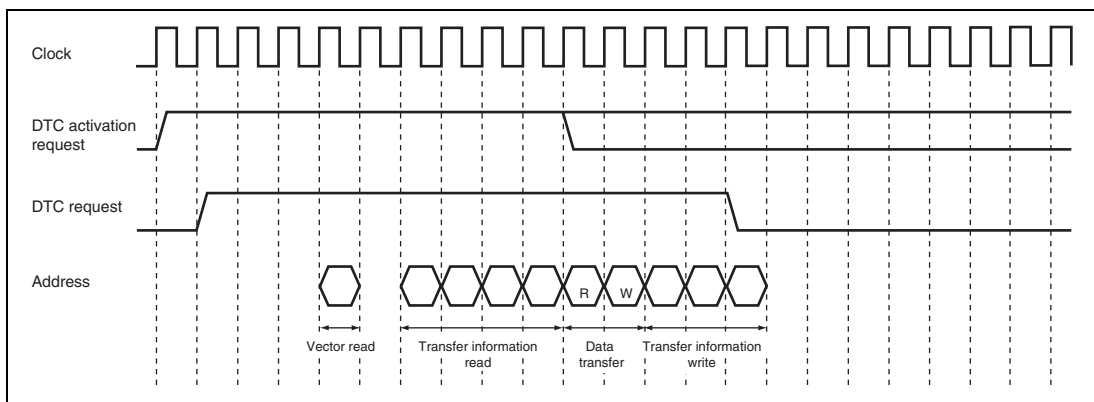 Clock
DTC activation
request
DTC request
Address
R
W
Vector read
Transfer information
read
Data
transfer
Transfer information
write